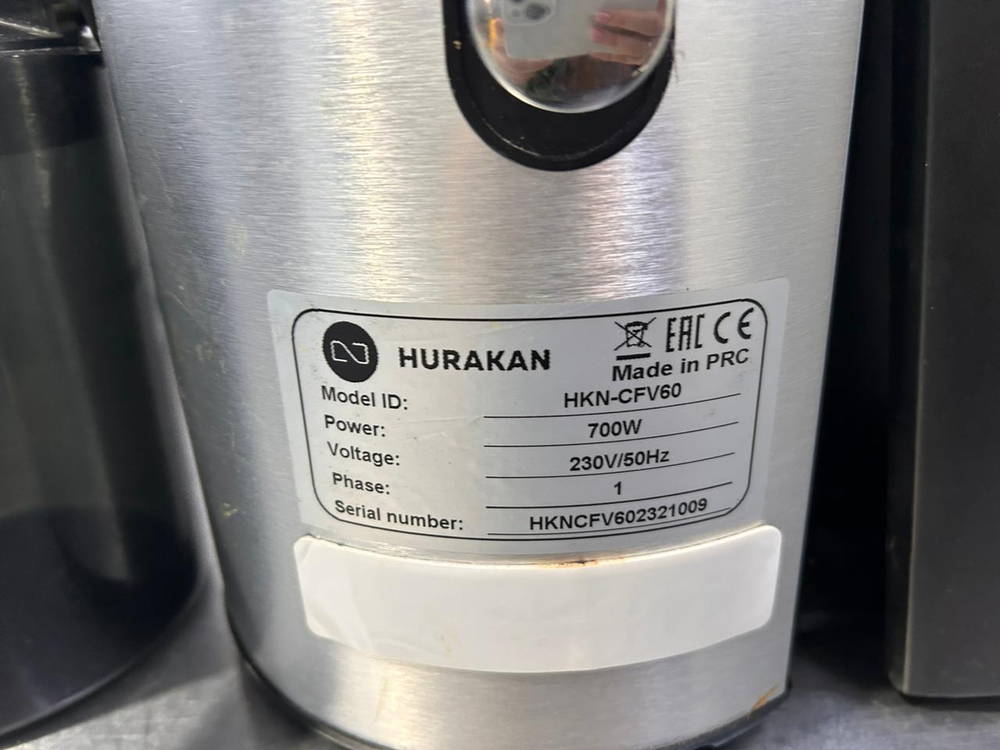 HURAKAN
EAC CE
Made in PRC
Model ID: HKN-CFV60
Power: 700W
Voltage: 230V/50Hz
Phase: 1
Serial number: HKNCFV602321009